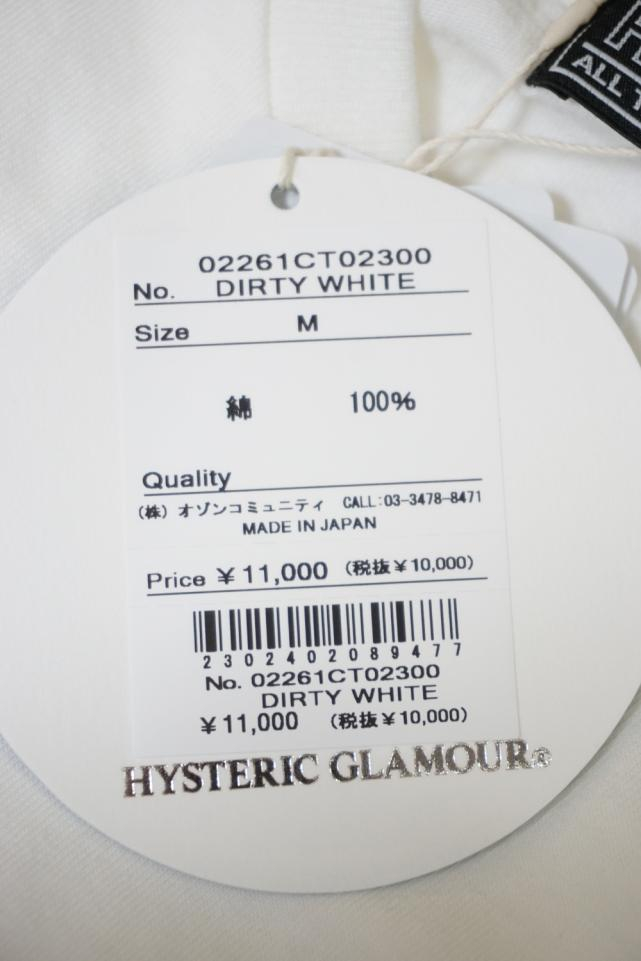 ALL
02261CT02300
No. DIRTY WHITE
Size M
綿 100%
Quality
(株) オゾンコミュニティ CALL:03-3478-8471
MADE IN JAPAN
Price ¥11,000 (税抜¥10,000)
2302402089477
No. 02261CT02300
DIRTY WHITE
¥11,000 (税抜¥10,000)
HYSTERIC GLAMOUR®